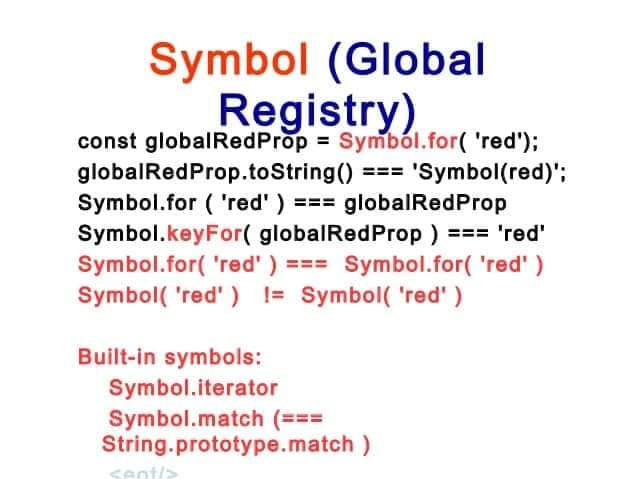 Symbol (Global
Registry)
const globalRedProp = Symbol.for( 'red');
globalRedProp.toString() === 'Symbol(red)';
Symbol.for ( 'red' ) === globalRedProp
Symbol.keyFor( globalRedProp ) === 'red'
Symbol.for( 'red' ) === Symbol.for( 'red' )
Symbol( 'red' ) != Symbol( 'red' )
Built-in symbols:
Symbol.iterator
Symbol.match (===
String.prototype.match )
<eot/>